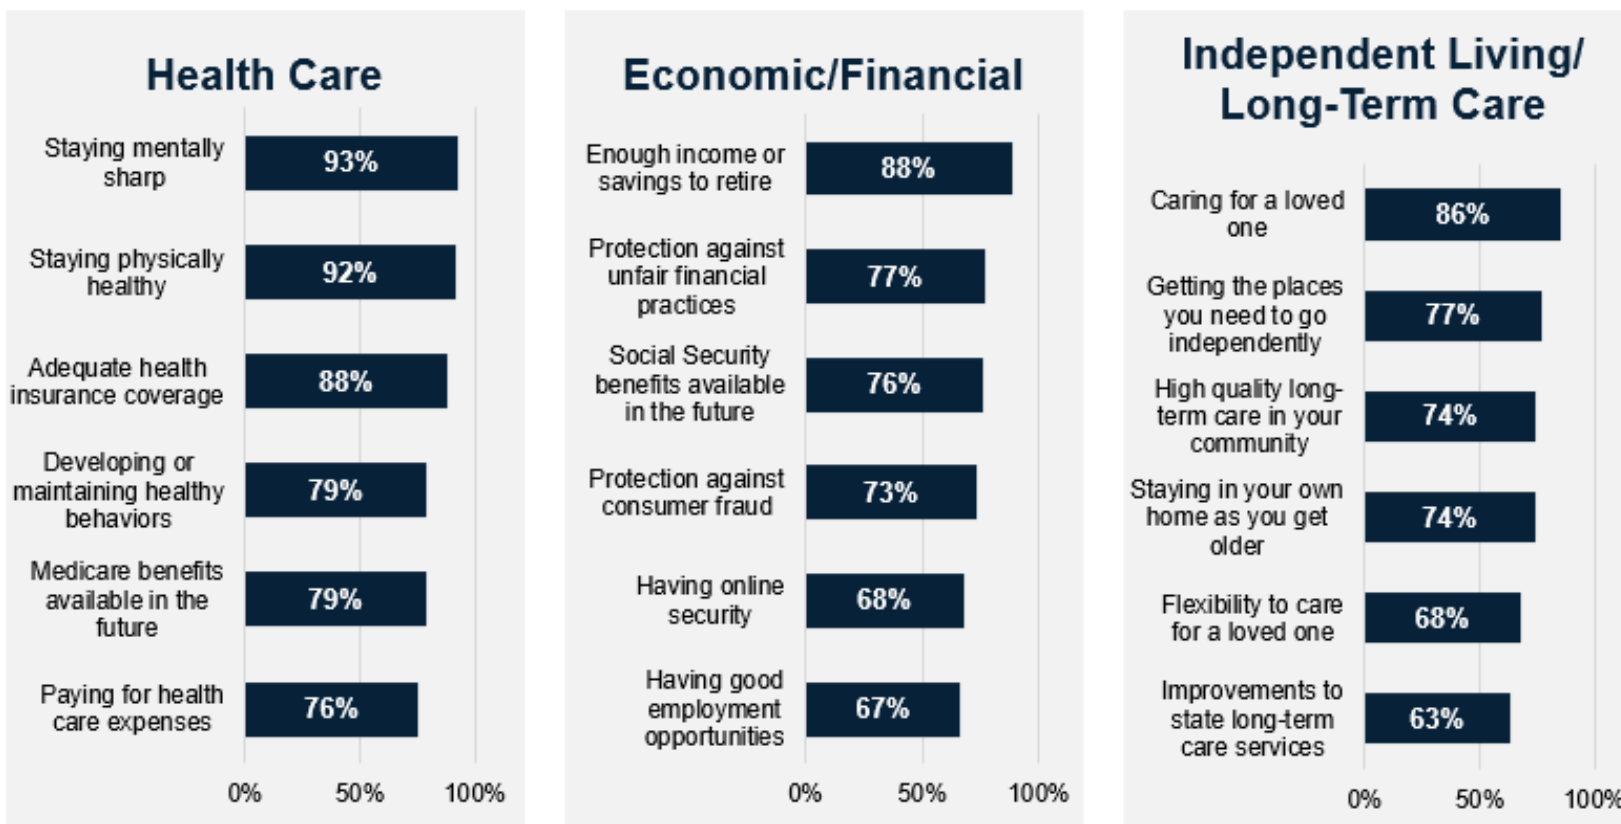 Health Care
Staying mentally
sharp
93%
Staying physically
healthy
92%
Adequate health
insurance coverage
88%
Developing or
maintaining healthy
behaviors
79%
Medicare benefits
available in the
future
79%
Paying for health
care expenses
76%
0%
50%
100%
Economic/Financial
Enough income or
savings to retire
88%
Protection against
unfair financial
practices
77%
Social Security
benefits available
in the future
76%
Protection against
consumer fraud
73%
Having online
security
68%
Having good
employment
opportunities
67%
0%
50%
100%
Independent Living/
Long-Term Care
Caring for a loved
one
86%
Getting the places
you need to go
independently
77%
High quality long-
term care in your
community
74%
Staying in your own
home as you get
older
74%
Flexibility to care
for a loved one
68%
Improvements to
state long-term
care services
63%
0%
50%
100%